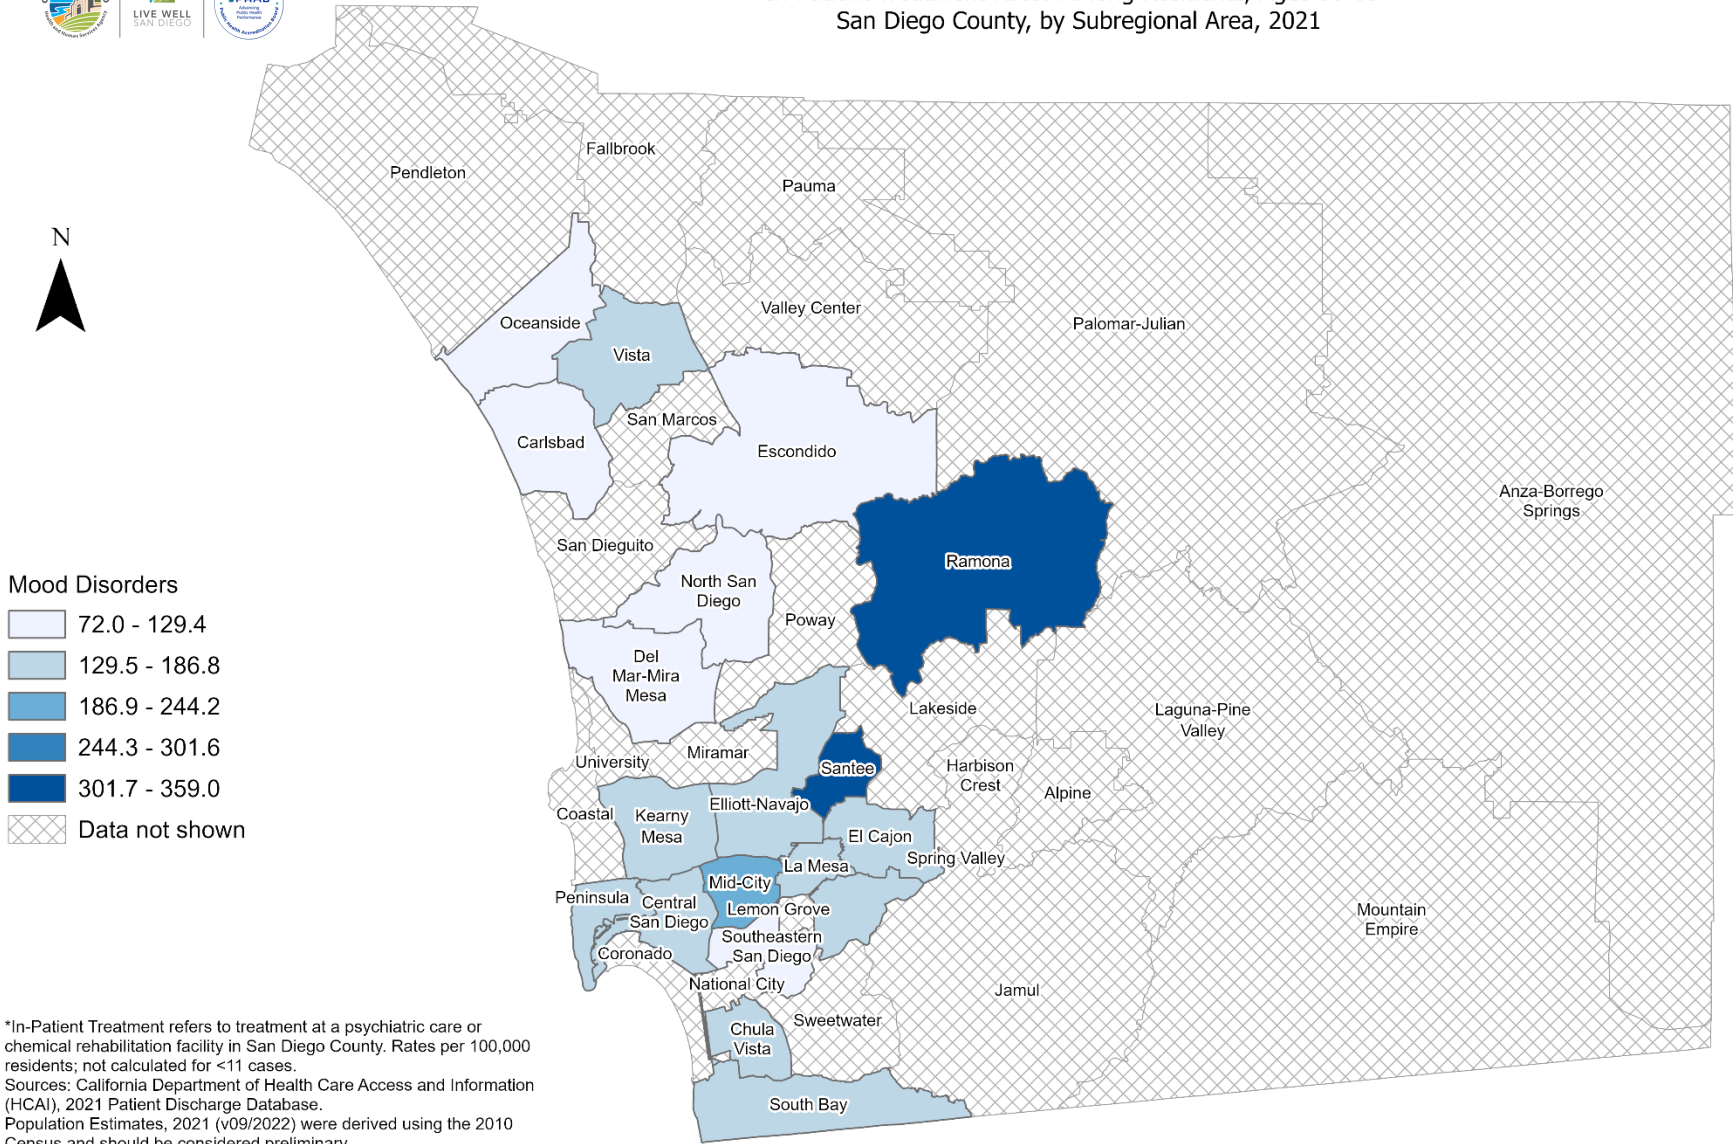 LIVE WELL
SAN DIEGO
San Diego County, by Subregional Area, 2021
N
Pendleton
Fallbrook
Pauma
Valley Center
Palomar-Julian
Oceanside
Vista
San Marcos
Carlsbad
Escondido
Anza-Borrego
Springs
San Dieguito
Ramona
North San
Diego
Poway
Del
Mar-Mira
Mesa
Lakeside
Laguna-Pine
Valley
Miramar
University
Santee
Harbison
Crest
Alpine
Coastal
Kearny
Mesa
Elliott-Navajo
El Cajon
Spring Valley
La Mesa
Mid-City
Peninsula
Central
San Diego
Lemon Grove
Mountain
Empire
Southeastern
San Diego
Coronado
National City
Jamul
Sweetwater
Chula
Vista
South Bay
Mood Disorders
72.0 - 129.4
129.5 - 186.8
186.9 - 244.2
244.3 - 301.6
301.7 - 359.0
Data not shown
*In-Patient Treatment refers to treatment at a psychiatric care or
chemical rehabilitation facility in San Diego County. Rates per 100,000
residents; not calculated for <11 cases.
Sources: California Department of Health Care Access and Information
(HCAI), 2021 Patient Discharge Database.
Population Estimates, 2021 (v09/2022) were derived using the 2010
Census and should be considered preliminary.